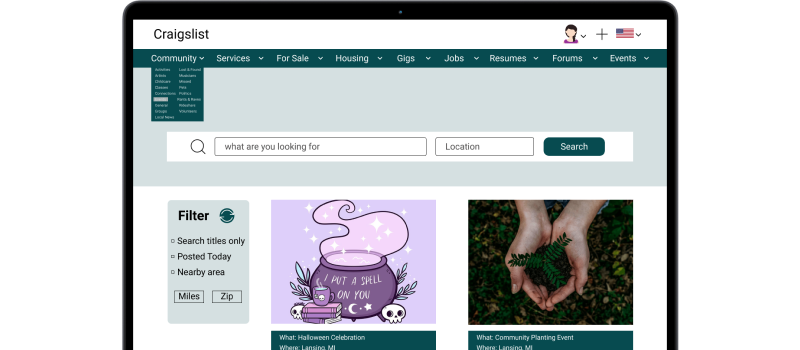 Craigslist
Community Services For Sale Housing Gigs Jobs Resumes Forums Events
Activities Lost & Found
Artists Musicians
Childcare Missed
Classes Pets
Connections Politics
Rants & Raves
General Rideshare
Groups Volunteers
Local News
what are you looking for Location Search
Filter
Search titles only
Posted Today
Nearby area
Miles Zip
I PUT A SPELL
ON YOU
What: Halloween Celebration
Where: Lansing, MI
What: Community Planting Event
Where: Lansing, MI